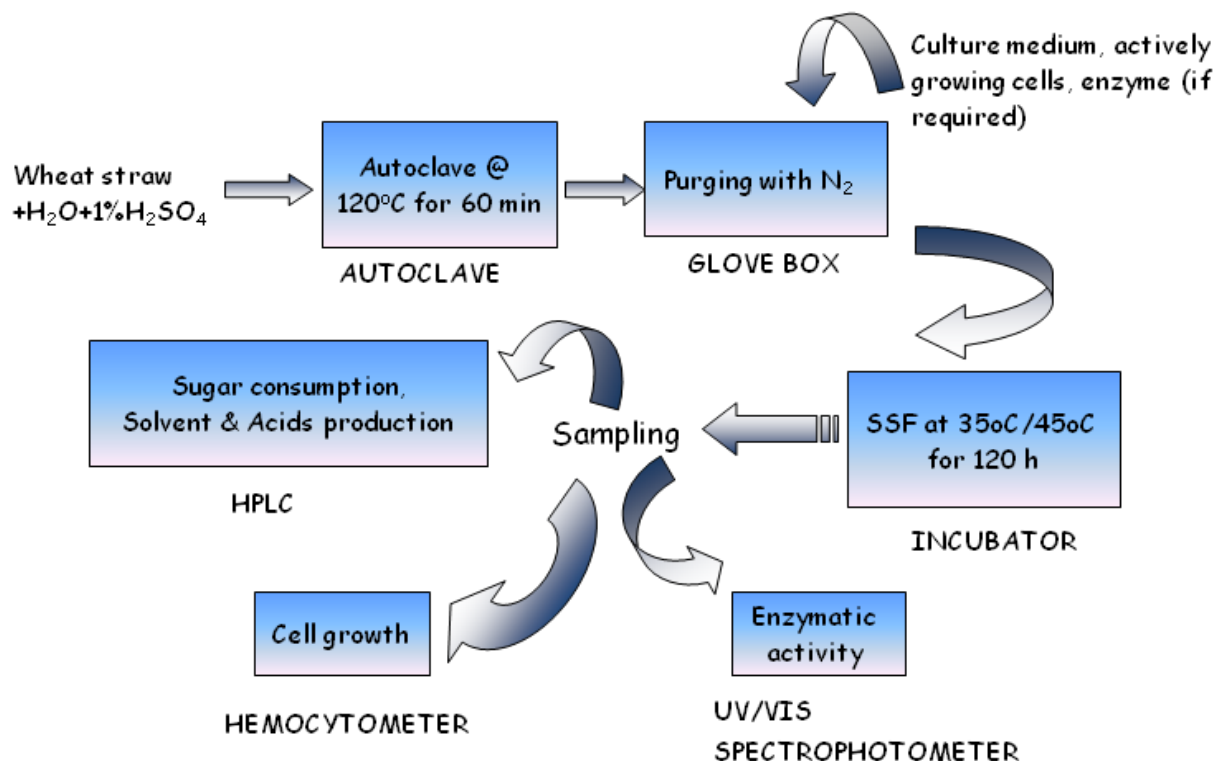 Culture medium, actively
growing cells, enzyme (if
required)
Wheat straw
+H₂O+1%H₂SO₄
Autoclave @
120°C for 60 min
AUTOCLAVE
Purging with N₂
GLOVE BOX
Sugar consumption,
Solvent & Acids production
HPLC
Sampling
SSF at 35oC/45oC
for 120 h
INCUBATOR
Cell growth
HEMOCYTOMETER
Enzymatic
activity
UV/VIS
SPECTROPHOTOMETER